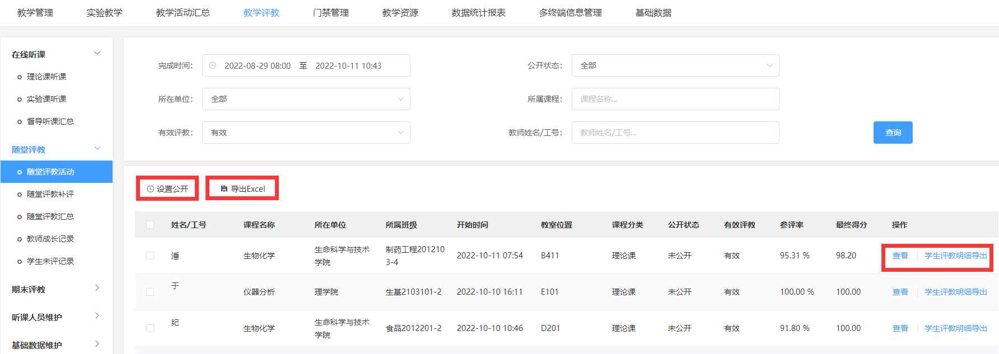 教学管理 实验教学 教学活动汇总 教学评教 门禁管理 教学资源 数据统计报表 多终端信息管理 基础数据
在线听课
理论课听课
实验课听课
督导听课汇总
随堂评教
随堂评教活动
随堂评教补评
随堂评教汇总
教师成长记录
学生未评记录
期末评教
听课人员维护
基础数据维护
完成时间： 2022-08-29 08:00 至 2022-10-11 10:43 公开状态： 全部
所在单位： 全部 所属课程： 课程名称...
有效评教： 有效 教师姓名/工号： 教师姓名/工号... 查询
设置公开 导出Excel
姓名/工号 课程名称 所在单位 所属班级 开始时间 教室位置 课程分类 公开状态 有效评教 参评率 最终得分 操作
潘 生物化学 生命科学与技术 制药工程201210 2022-10-11 07:54 B411 理论课 未公开 有效 95.31 % 98.20 查看 学生评教明细导出
学院 3-4
于 仪器分析 理学院 生基2103101-2 2022-10-10 16:11 E101 理论课 未公开 有效 100.00 % 100.00 查看 学生评教明细导出
纪 生物化学 生命科学与技术 食品2012201-2 2022-10-10 10:46 D201 理论课 未公开 有效 91.80 % 100.00 查看 学生评教明细导出
学院